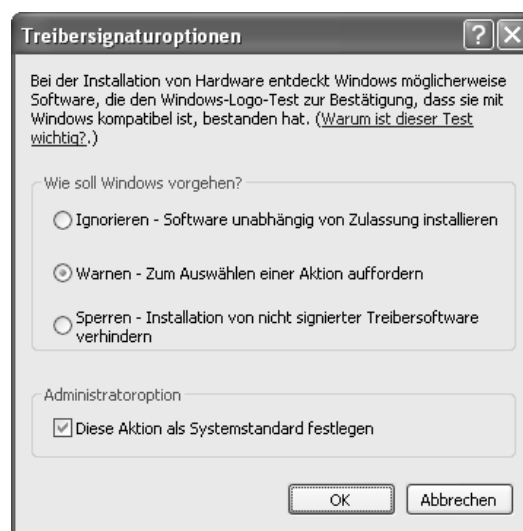 Treibersignaturoptionen
Bei der Installation von Hardware entdeckt Windows möglicherweise
Software, die den Windows-Logo-Test zur Bestätigung, dass sie mit
Windows kompatibel ist, bestanden hat. (Warum ist dieser Test
wichtig?.)
Wie soll Windows vorgehen?
Ignorieren - Software unabhängig von Zulassung installieren
Warnen - Zum Auswählen einer Aktion auffordern
Sperren - Installation von nicht signierter Treibersoftware
verhindern
Administratoroption
Diese Aktion als Systemstandard festlegen
OK Abbrechen